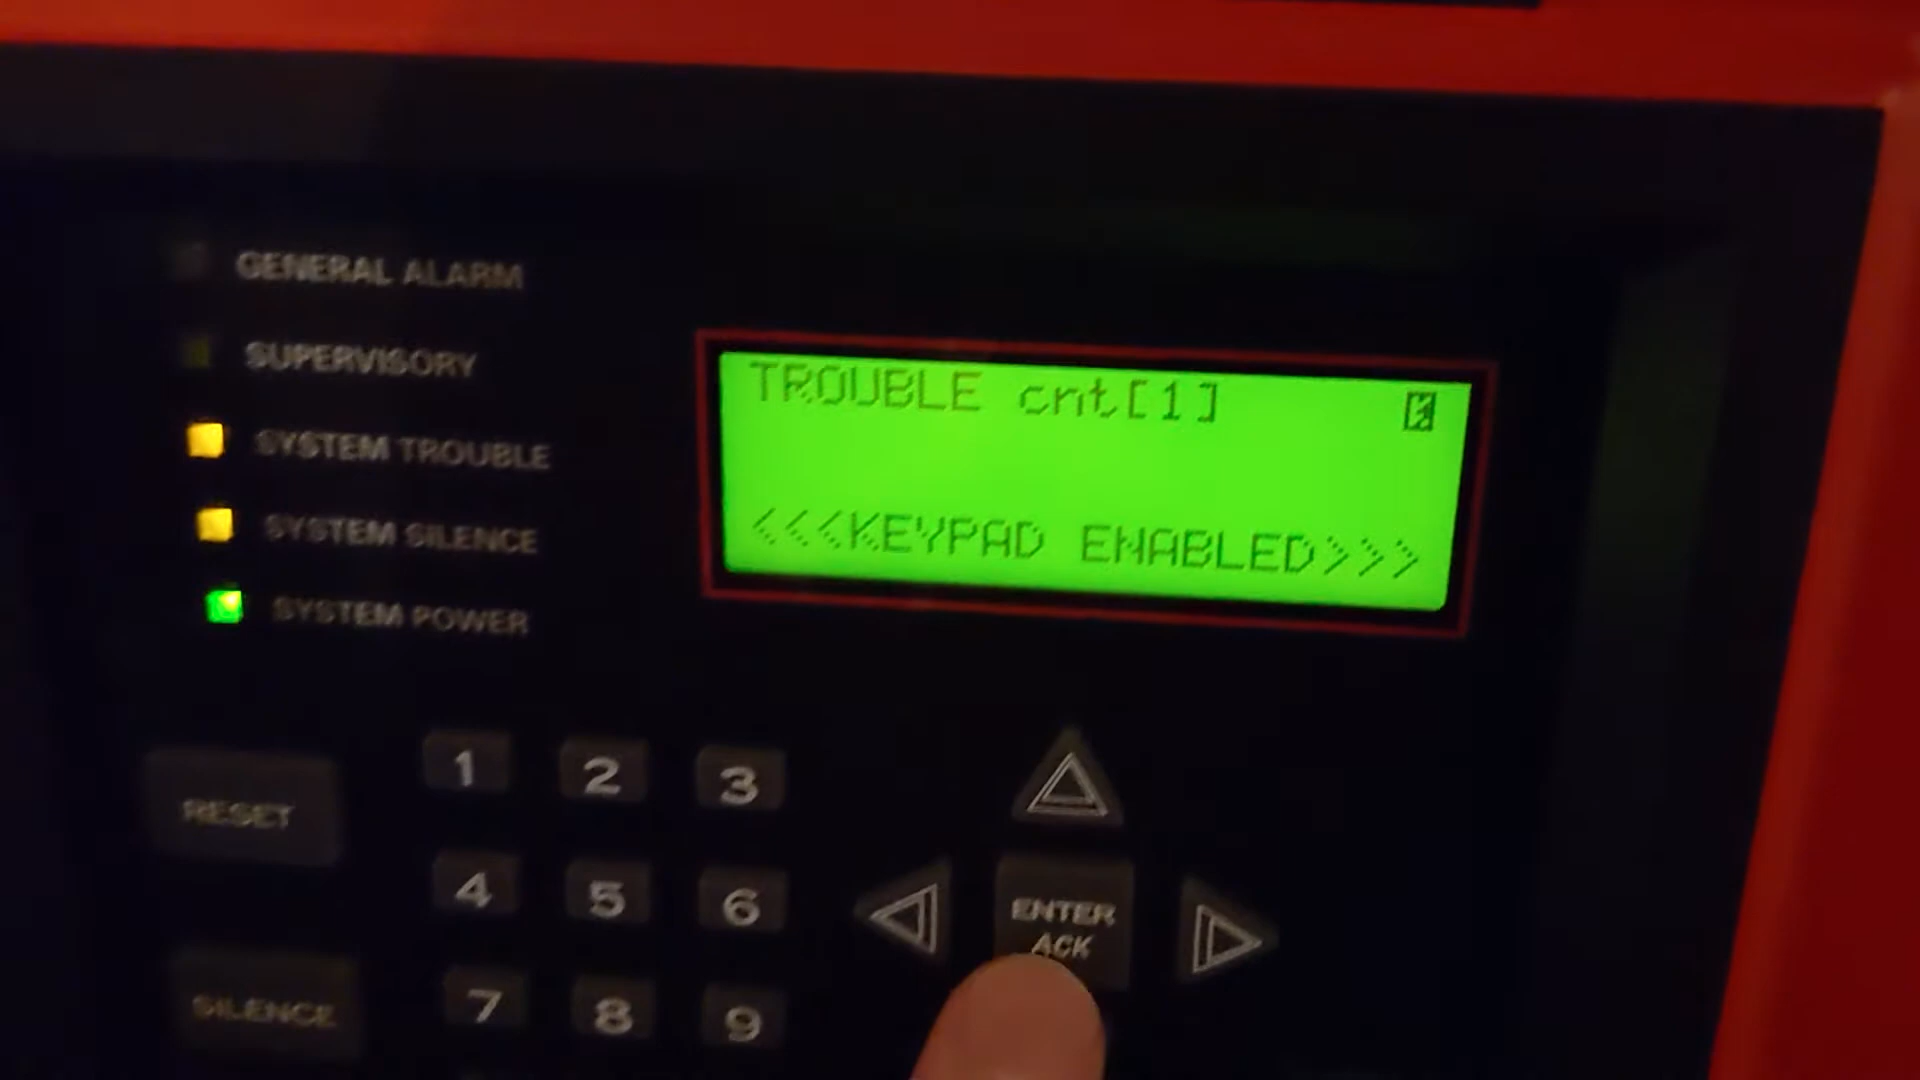 GENERAL ALARM
SUPERVISORY
SYSTEM TROUBLE
SYSTEM SILENCE
SYSTEM POWER
TROUBLE cnt[1]
<<<KEYPAD ENABLED>>>
RESET
1 2 3
4 5 6
ENTER
ACK
SILENCE
7 8 9